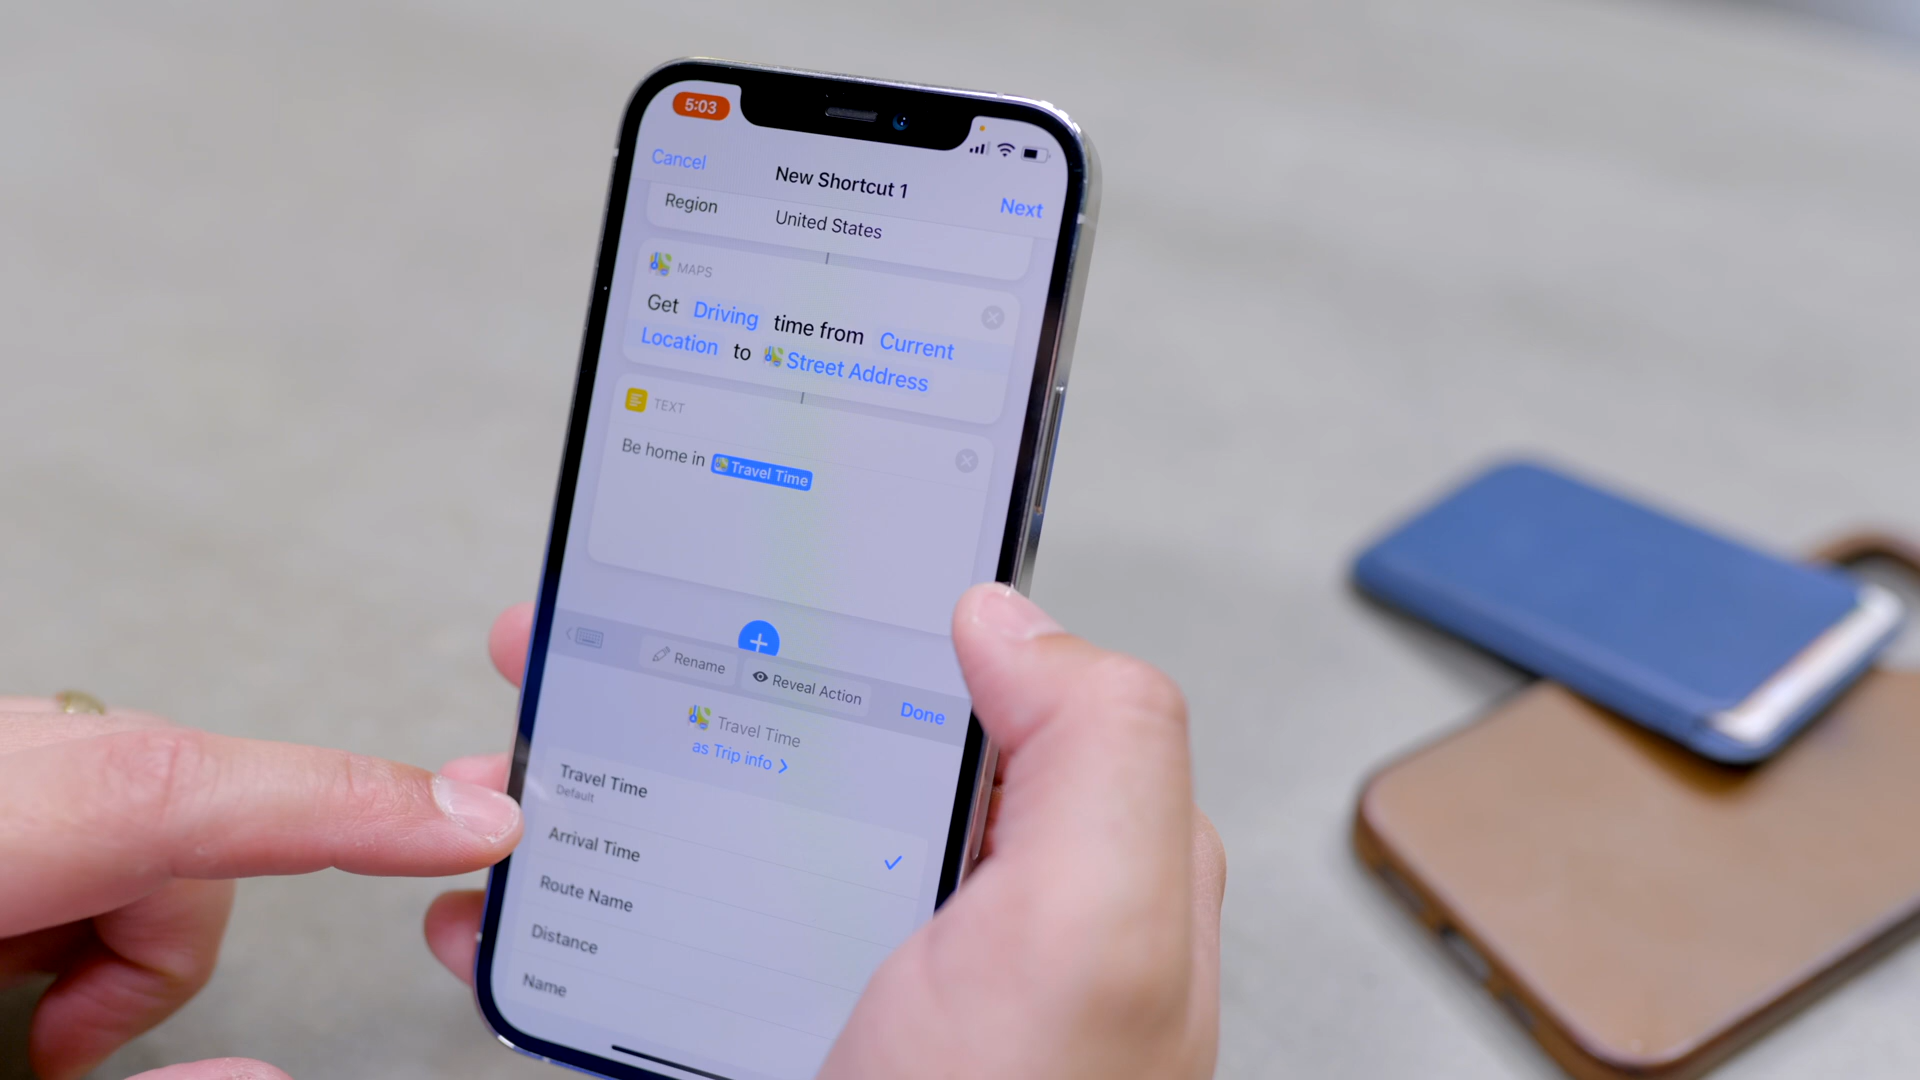 5:03
Cancel
New Shortcut 1
Next
Region
United States
MAPS
Get Driving time from Current
Location to Street Address
TEXT
Be home in Travel Time
Rename
Reveal Action
Done
Travel Time
as Trip info
Travel Time
Default
Arrival Time
Route Name
Distance
Name